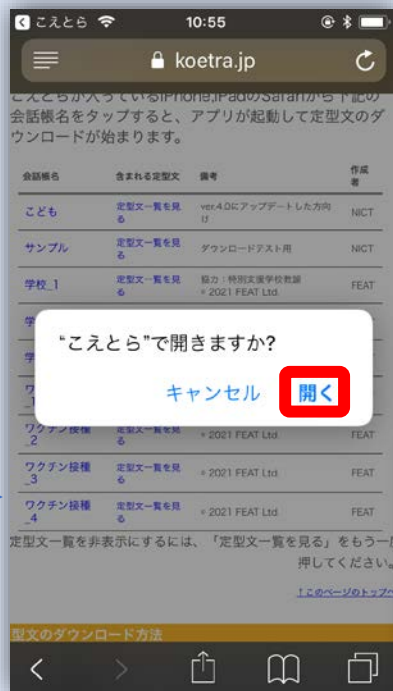 こえとら
10:55
koetra.jp
こえとらが入っているiPhone,iPadのSafariから下記の
会話帳名をタップすると、アプリが起動して定型文のダ
ウンロードが始まります。
会話帳名 含まれる定型文 備考 作成者
こども 定型文一覧を見る ver4.0にアップデートした方向け NICT
サンプル 定型文一覧を見る ダウンロードテスト用 NICT
学校_1 定型文一覧を見る 協力：特別支援学校教諭 © 2021 FEAT Ltd. FEAT
学
学
"こえとら"で開きますか?
キャンセル 開く
ワクチン接種_2 定型文一覧を見る © 2021 FEAT Ltd. FEAT
ワクチン接種_3 定型文一覧を見る © 2021 FEAT Ltd. FEAT
ワクチン接種_4 定型文一覧を見る © 2021 FEAT Ltd. FEAT
定型文一覧を非表示にするには、「定型文一覧を見る」をもう一度
押してください。
↑このページのトップへ
型文のダウンロード方法